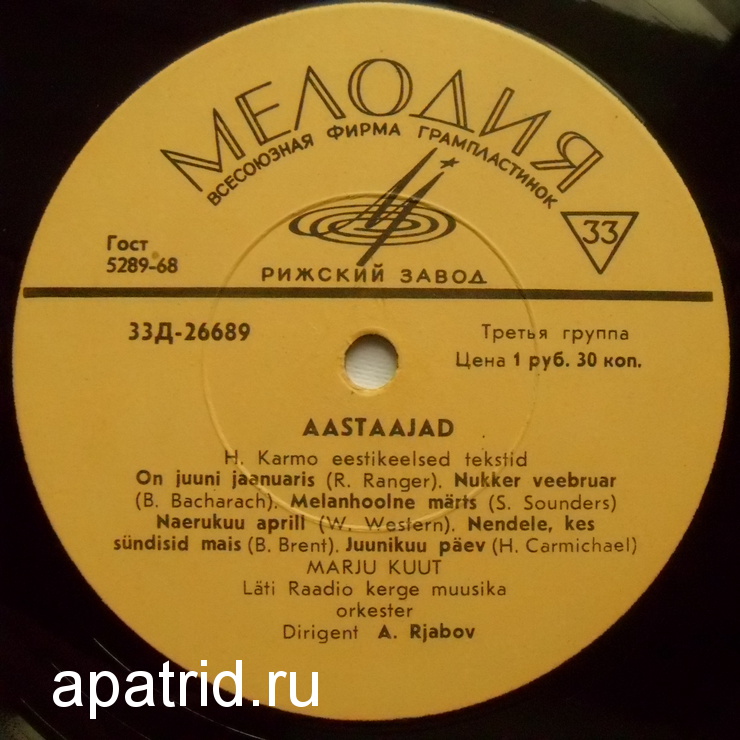 МЕЛОДИЯ
ВСЕСОЮЗНАЯ ФИРМА ГРАМПЛАСТИНОК
33
Гост
5289-68
РИЖСКИЙ ЗАВОД
33Д-26689
Третья группа
Цена 1 руб. 30 коп.
AASTAAJAD
H. Karmo eestikeelsed tekstid
On juuni jaanuaris (R. Ranger). Nukker veebruar
(B. Bacharach). Melanhoolne märts (S. Sounders)
Naerukuu aprill (W. Western). Nendele, kes
sündisid mais (B. Brent). Juunikuu päev (H. Carmichael)
MARJU KUUT
Läti Raadio kerge muusika
orkester
Dirigent A. Rjabov
apatrid.ru